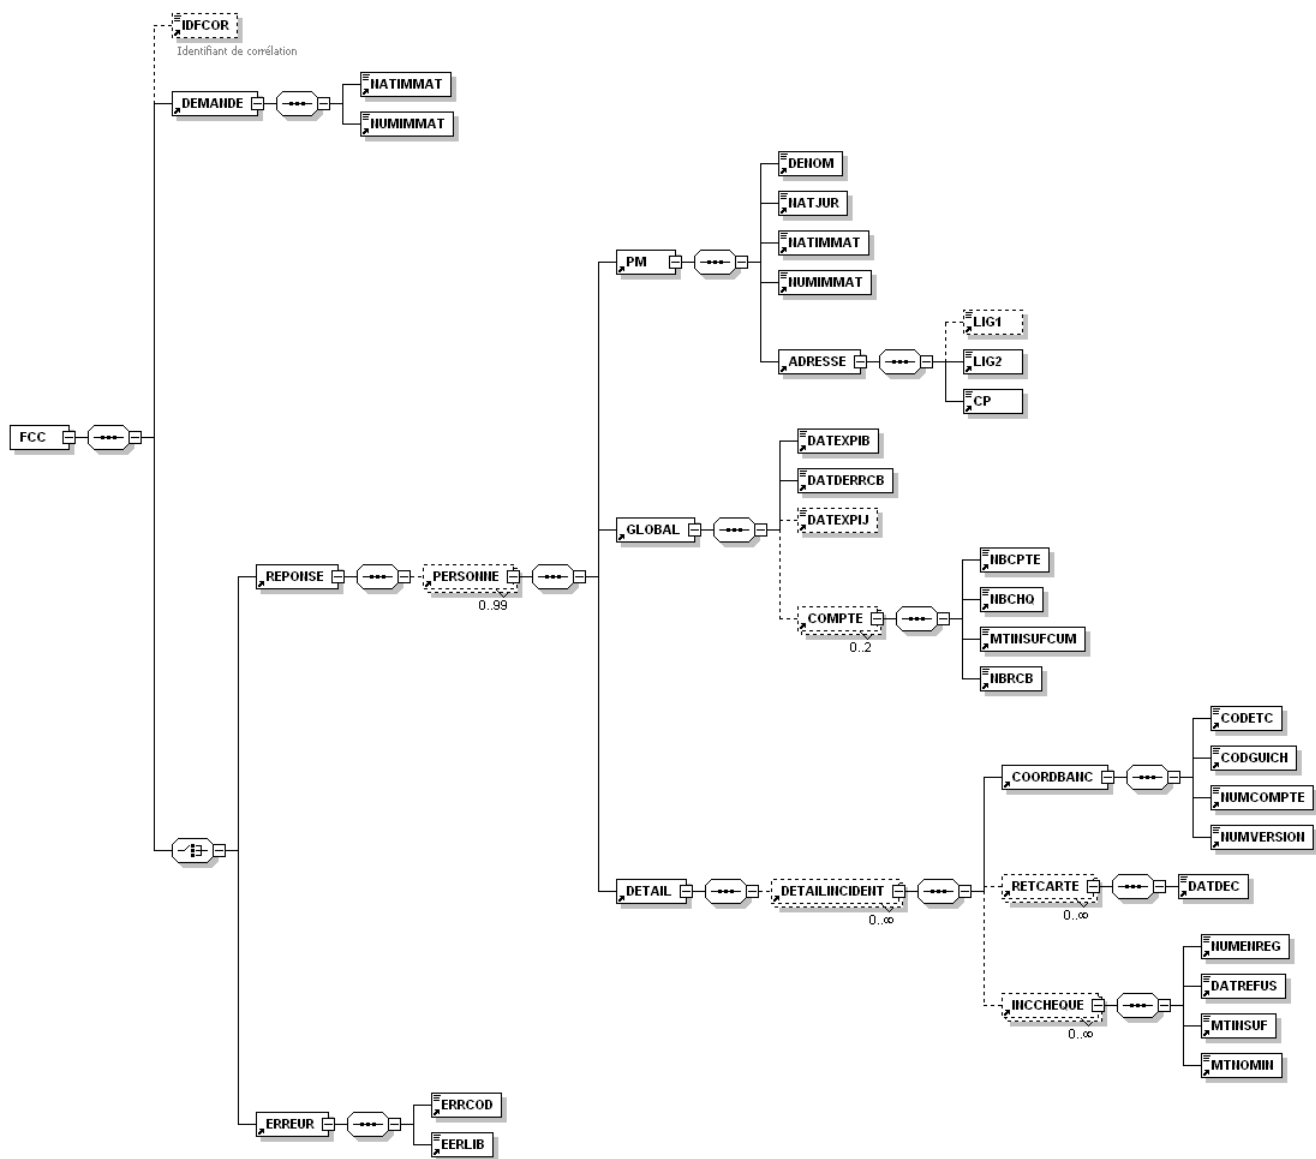 IDFCOR
Identifiant de corrélation
DEMANDE
NATIMMAT
NUMIMMAT
DENOM
NATJUR
NATIMMAT
NUMIMMAT
PM
ADRESSE
LIG1
LIG2
CP
FCC
DATEXPIB
DATDERRCB
DATEXPIJ
GLOBAL
COMPTE
0..2
NBCPTE
NBCHQ
MTINSUFCUM
NBRCB
REPONSE
PERSONNE
0..99
CODETC
CODGUICH
NUMCOMPTE
NUMVERSION
COORDBANC
DETAIL
DETAILINCIDENT
0..∞
RETCARTE
0..∞
DATDEC
INCCHEQUE
0..∞
NUMENREG
DATREFUS
MTINSUF
MTNOMIN
ERREUR
ERRCOD
EERLIB